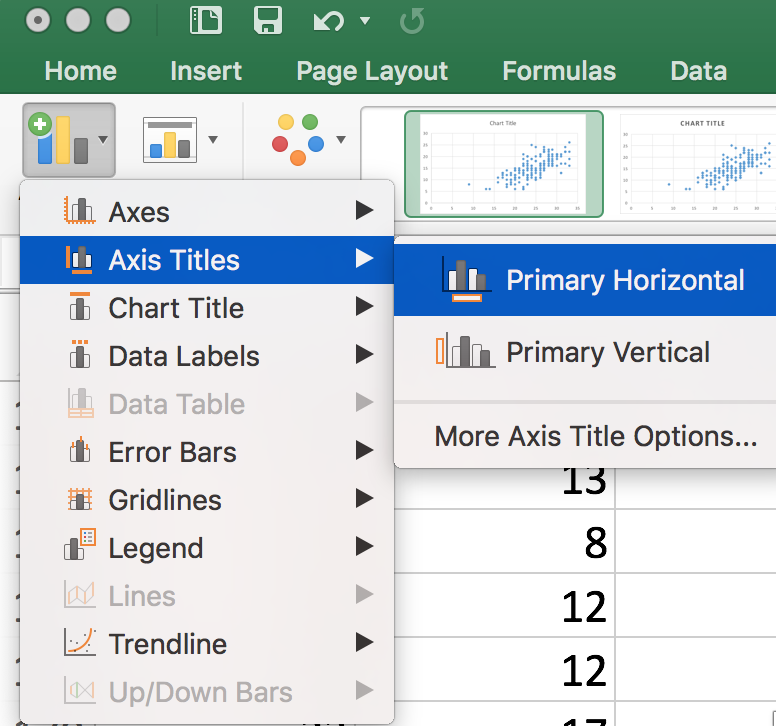 Home Insert Page Layout Formulas Data
Chart Title
CHART TITLE
Axes
Axis Titles
Primary Horizontal
Chart Title
Primary Vertical
Data Labels
Data Table
More Axis Title Options...
Error Bars
13
Gridlines
8
Legend
Lines
12
Trendline
12
Up/Down Bars
17